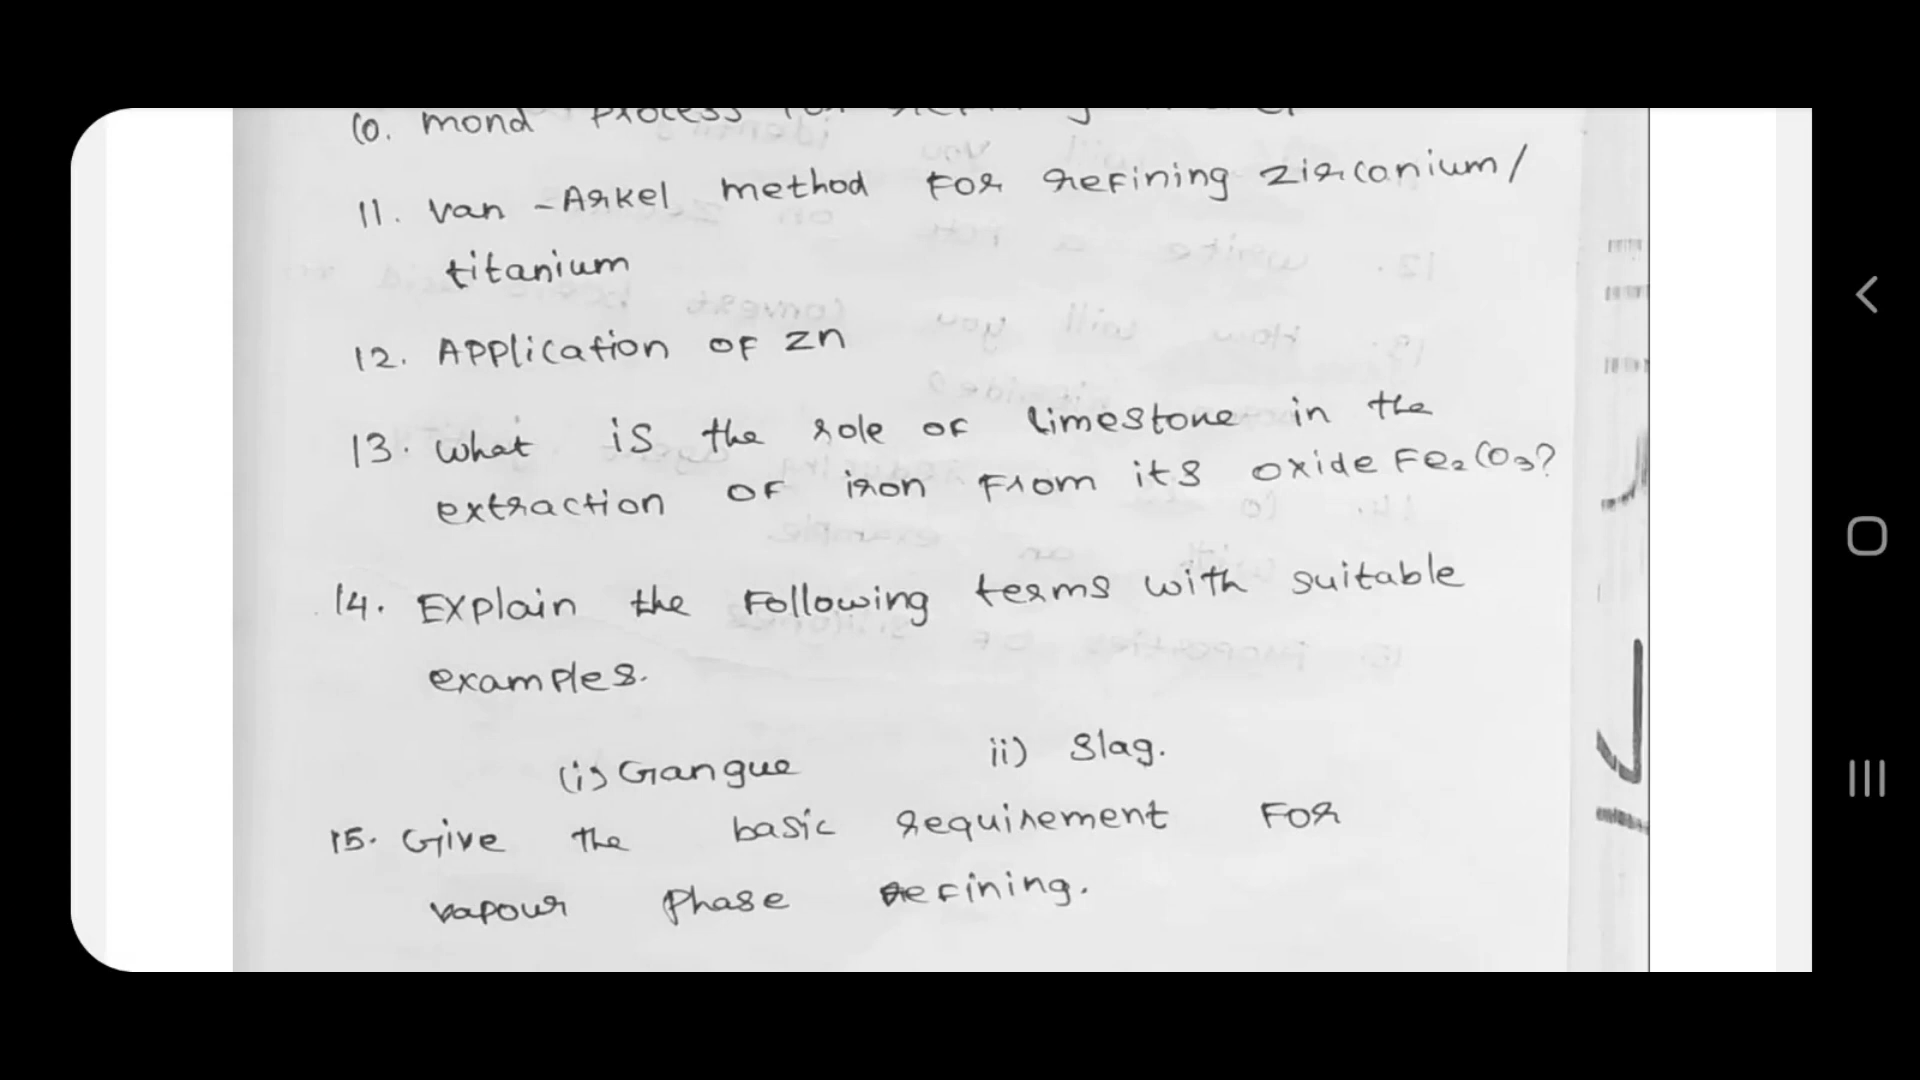 10. mond process
11. Van - Arkel method for refining zirconium/
titanium
12. Application of zn
13. what is the role of limestone in the
extraction of iron from its oxide Fe₂CO₃?
14. Explain the following terms with suitable
examples.
(i) Gangue ii) Slag.
15. Give the basic requirement for
vapour phase refining.